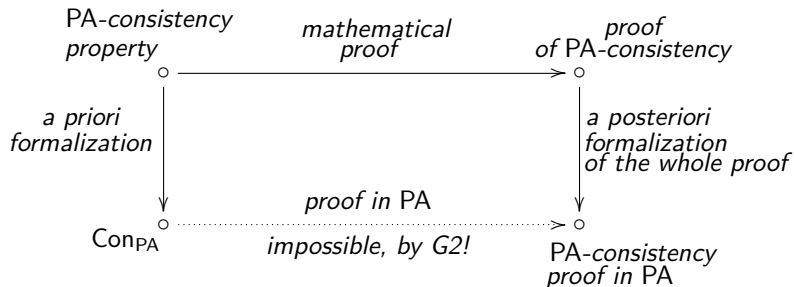 PA-consistency
property
mathematical
proof
proof
of PA-consistency
a priori
formalization
a posteriori
formalization
of the whole proof
Con_PA
proof in PA
impossible, by G2!
PA-consistency
proof in PA